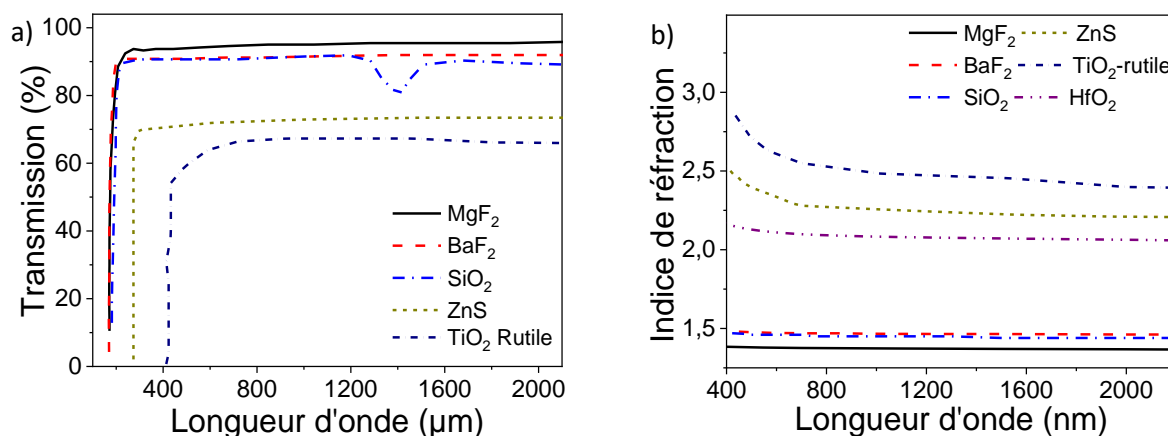 a)
Transmission (%)
100
80
60
40
20
0
400
800
1200
1600
2000
Longueur d'onde (µm)
MgF₂
BaF₂
SiO₂
ZnS
TiO₂ Rutile
b)
Indice de réfraction
3,0
2,5
2,0
1,5
400
800
1200
1600
2000
Longueur d'onde (nm)
MgF₂
BaF₂
SiO₂
ZnS
TiO₂-rutile
HfO₂